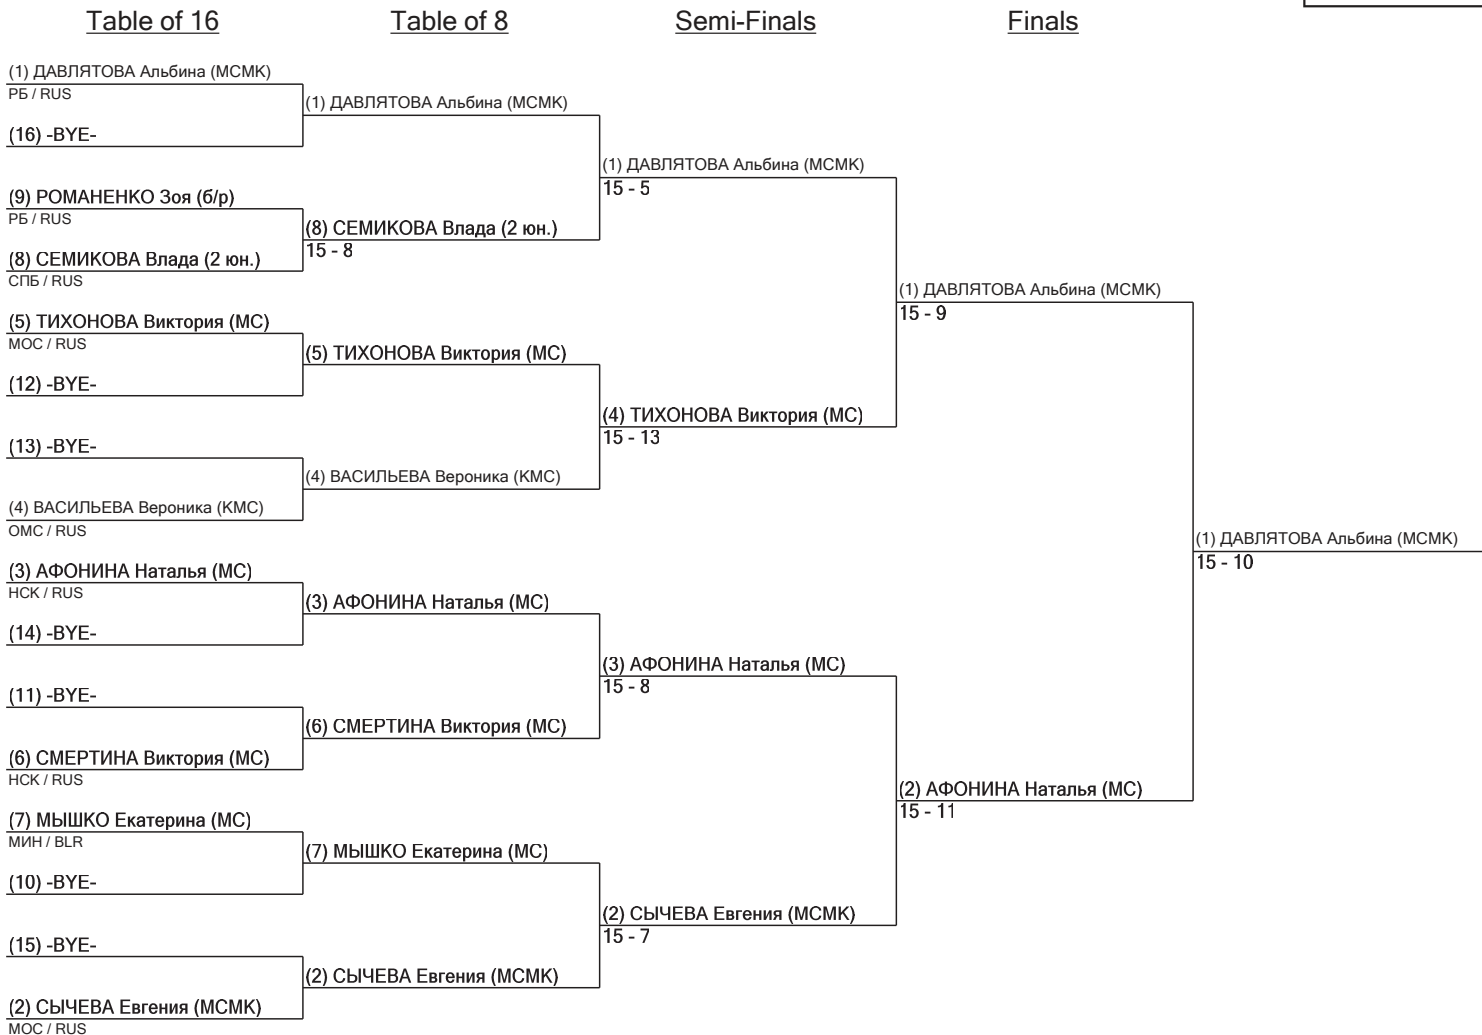 Table of 16
Table of 8
Semi-Finals
Finals
(1) ДАВЛЯТОВА Альбина (МСМК)
РБ / RUS
(16) -BYE-
(9) РОМАНЕНКО Зоя (б/р)
РБ / RUS
(8) СЕМИКОВА Влада (2 юн.)
СПБ / RUS
(5) ТИХОНОВА Виктория (МС)
МОС / RUS
(12) -BYE-
(13) -BYE-
(4) ВАСИЛЬЕВА Вероника (КМС)
ОМС / RUS
(3) АФОНИНА Наталья (МС)
НСК / RUS
(14) -BYE-
(11) -BYE-
(6) СМЕРТИНА Виктория (МС)
НСК / RUS
(7) МЫШКО Екатерина (МС)
МИН / BLR
(10) -BYE-
(15) -BYE-
(2) СЫЧЕВА Евгения (МСМК)
МОС / RUS
(1) ДАВЛЯТОВА Альбина (МСМК)
(8) СЕМИКОВА Влада (2 юн.)
15 - 8
(5) ТИХОНОВА Виктория (МС)
(4) ВАСИЛЬЕВА Вероника (КМС)
(3) АФОНИНА Наталья (МС)
(6) СМЕРТИНА Виктория (МС)
(7) МЫШКО Екатерина (МС)
(2) СЫЧЕВА Евгения (МСМК)
(1) ДАВЛЯТОВА Альбина (МСМК)
15 - 5
(4) ТИХОНОВА Виктория (МС)
15 - 13
(3) АФОНИНА Наталья (МС)
15 - 8
(2) СЫЧЕВА Евгения (МСМК)
15 - 7
(1) ДАВЛЯТОВА Альбина (МСМК)
15 - 9
(2) АФОНИНА Наталья (МС)
15 - 11
(1) ДАВЛЯТОВА Альбина (МСМК)
15 - 10